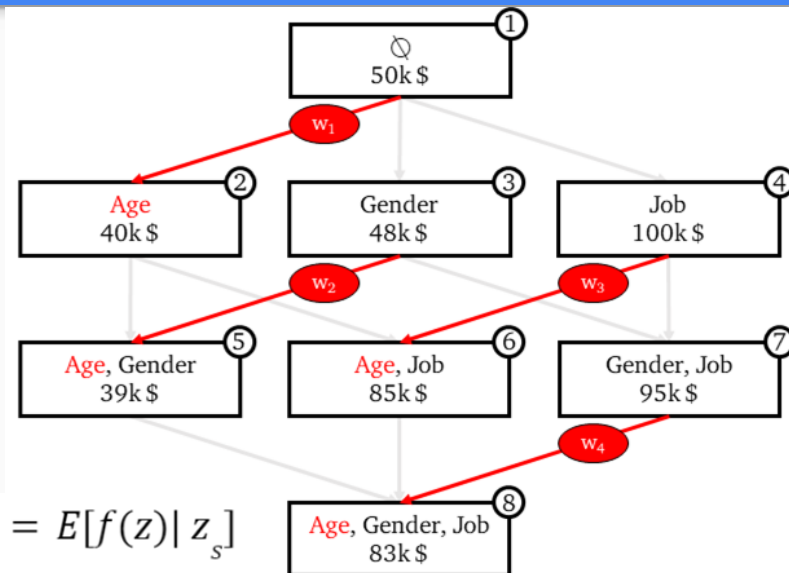 1
∅
50k $
w₁
2
Age
40k $
3
Gender
48k $
4
Job
100k $
w₂
w₃
5
Age, Gender
39k $
6
Age, Job
85k $
7
Gender, Job
95k $
w₄
8
Age, Gender, Job
83k $
= E[f(z)| z_s]